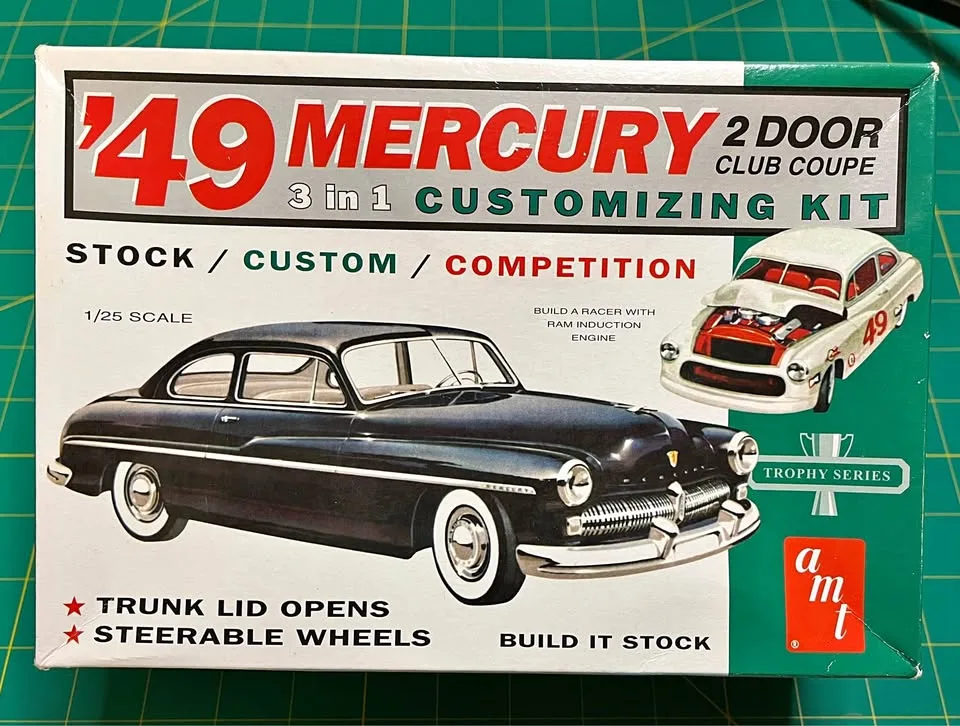 '49 MERCURY 2 DOOR
CLUB COUPE
3 in 1 CUSTOMIZING KIT
STOCK / CUSTOM / COMPETITION
1/25 SCALE
BUILD A RACER WITH
RAM INDUCTION
ENGINE
49
MERCURY
TROPHY SERIES
amt
®
★ TRUNK LID OPENS
★ STEERABLE WHEELS
BUILD IT STOCK